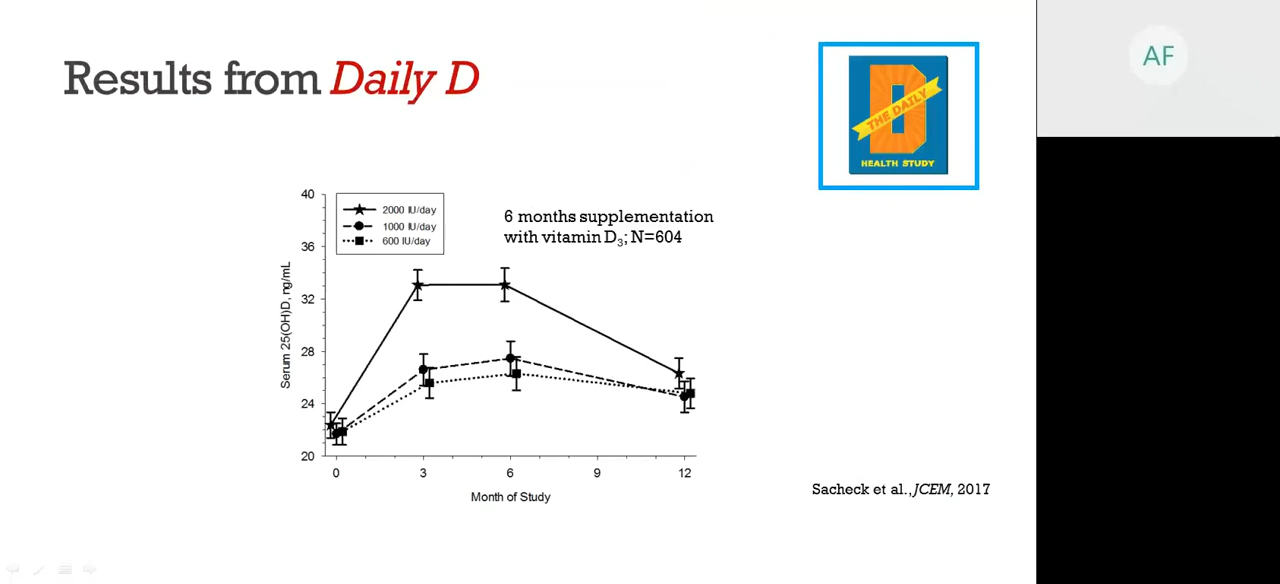 Results from Daily D
THE DAILY
D
HEALTH STUDY
AF
40
36
32
28
24
20
Serum 25(OH)D, ng/mL
2000 IU/day
1000 IU/day
600 IU/day
6 months supplementation
with vitamin D₃; N=604
0 3 6 9 12
Month of Study
Sacheck et al., JCEM, 2017